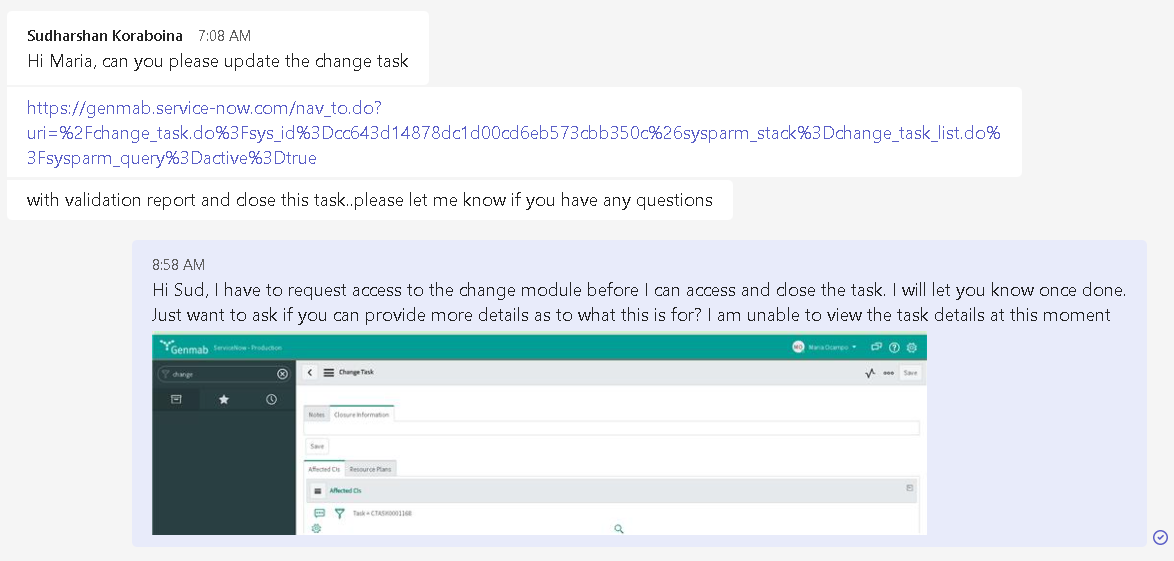 Sudharshan Koraboina 7:08 AM
Hi Maria, can you please update the change task
https://genmab.service-now.com/nav_to.do?
uri=%2Fchange_task.do%3Fsys_id%3Dcc643d14878dc1d00cd6eb573cbb350c%26sysparm_stack%3Dchange_task_list.do%
3Fsysparm_query%3Dactive%3Dtrue
with validation report and close this task..please let me know if you have any questions
8:58 AM
Hi Sud, I have to request access to the change module before I can access and close the task. I will let you know once done.
Just want to ask if you can provide more details as to what this is for? I am unable to view the task details at this moment
Genmab ServiceNow - Production MO Maria Ocampo
change Change Task Save
Notes Closure Information
Save
Affected CIs Resource Plans
Affected CIs
Task = CTASK0001168